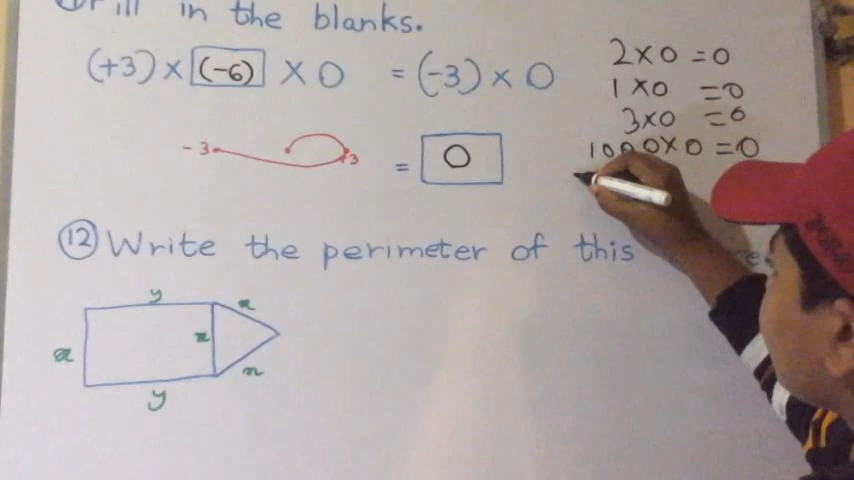 Fill in the blanks.
(+3) × (-6) × 0 = (-3) × 0
= 0
-3 3
2×0 =0
1×0 =0
3×0 =0
1000×0 =0
12 Write the perimeter of this
y
x
x
x
x
y